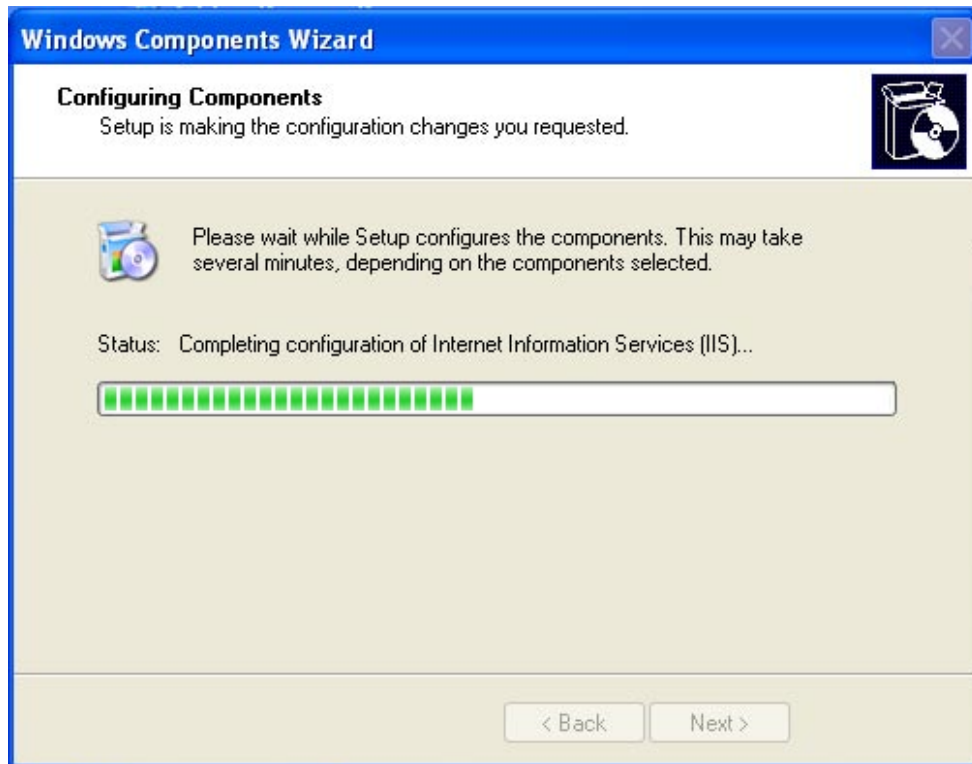 Windows Components Wizard
Configuring Components
Setup is making the configuration changes you requested.
Please wait while Setup configures the components. This may take
several minutes, depending on the components selected.
Status: Completing configuration of Internet Information Services (IIS)...
< Back Next >